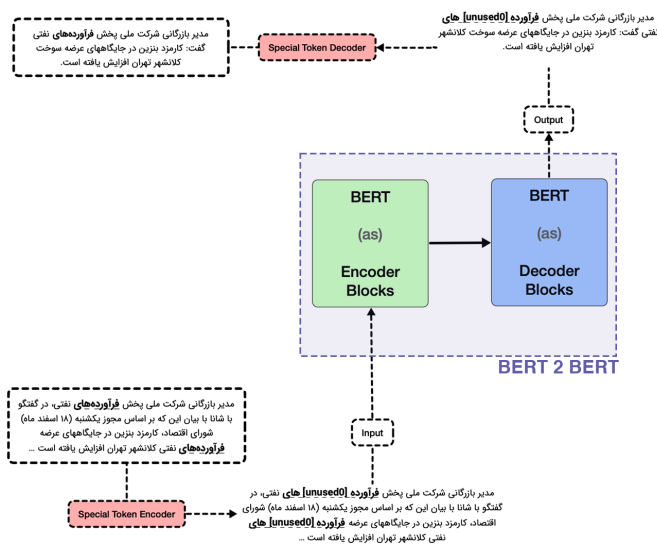 مدیر بازرگانی شرکت ملی پخش فرآورده‌های نفتی
گفت: کارمزد بنزین در جایگاههای عرضه سوخت
کلانشهر تهران افزایش یافته است.
Special Token Decoder
مدیر بازرگانی شرکت ملی پخش فرآورده [unused0] های
نفتی گفت: کارمزد بنزین در جایگاههای عرضه سوخت کلانشهر
تهران افزایش یافته است.
Output
BERT
(as)
Encoder
Blocks
BERT
(as)
Decoder
Blocks
BERT 2 BERT
مدیر بازرگانی شرکت ملی پخش فرآورده‌های نفتی، در گفتگو
با شانا با بیان این که بر اساس مجوز یکشنبه (۱۸ اسفند ماه)
شورای اقتصاد، کارمزد بنزین در جایگاههای عرضه
فرآورده‌های نفتی کلانشهر تهران افزایش یافته است ...
Input
Special Token Encoder
مدیر بازرگانی شرکت ملی پخش فرآورده [unused0] های نفتی، در
گفتگو با شانا با بیان این که بر اساس مجوز یکشنبه (۱۸ اسفند ماه) شورای
اقتصاد، کارمزد بنزین در جایگاههای عرضه فرآورده [unused0] های
نفتی کلانشهر تهران افزایش یافته است ...